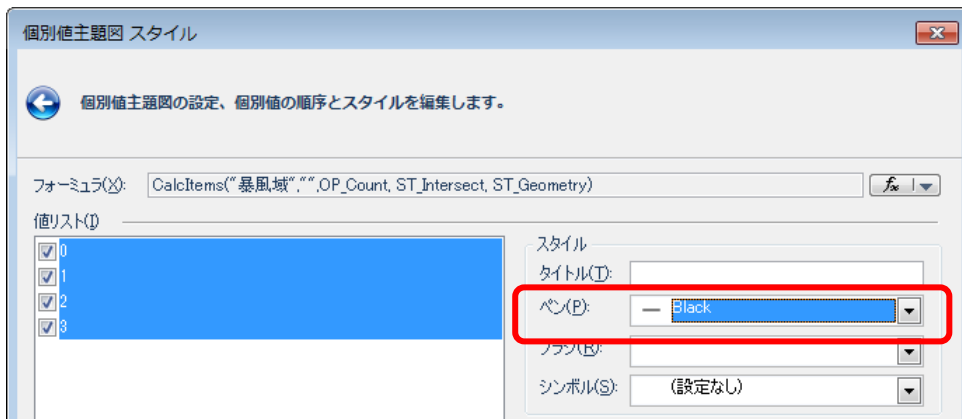 個別値主題図 スタイル
個別値主題図の設定、個別値の順序とスタイルを編集します。
フォーミュラ(X): CalcItems("暴風域","",OP_Count, ST_Intersect, ST_Geometry) fx
値リスト(I)
0
1
2
3
スタイル
タイトル(T):
ペン(P): Black
ブラシ(R):
シンボル(S): (設定なし)